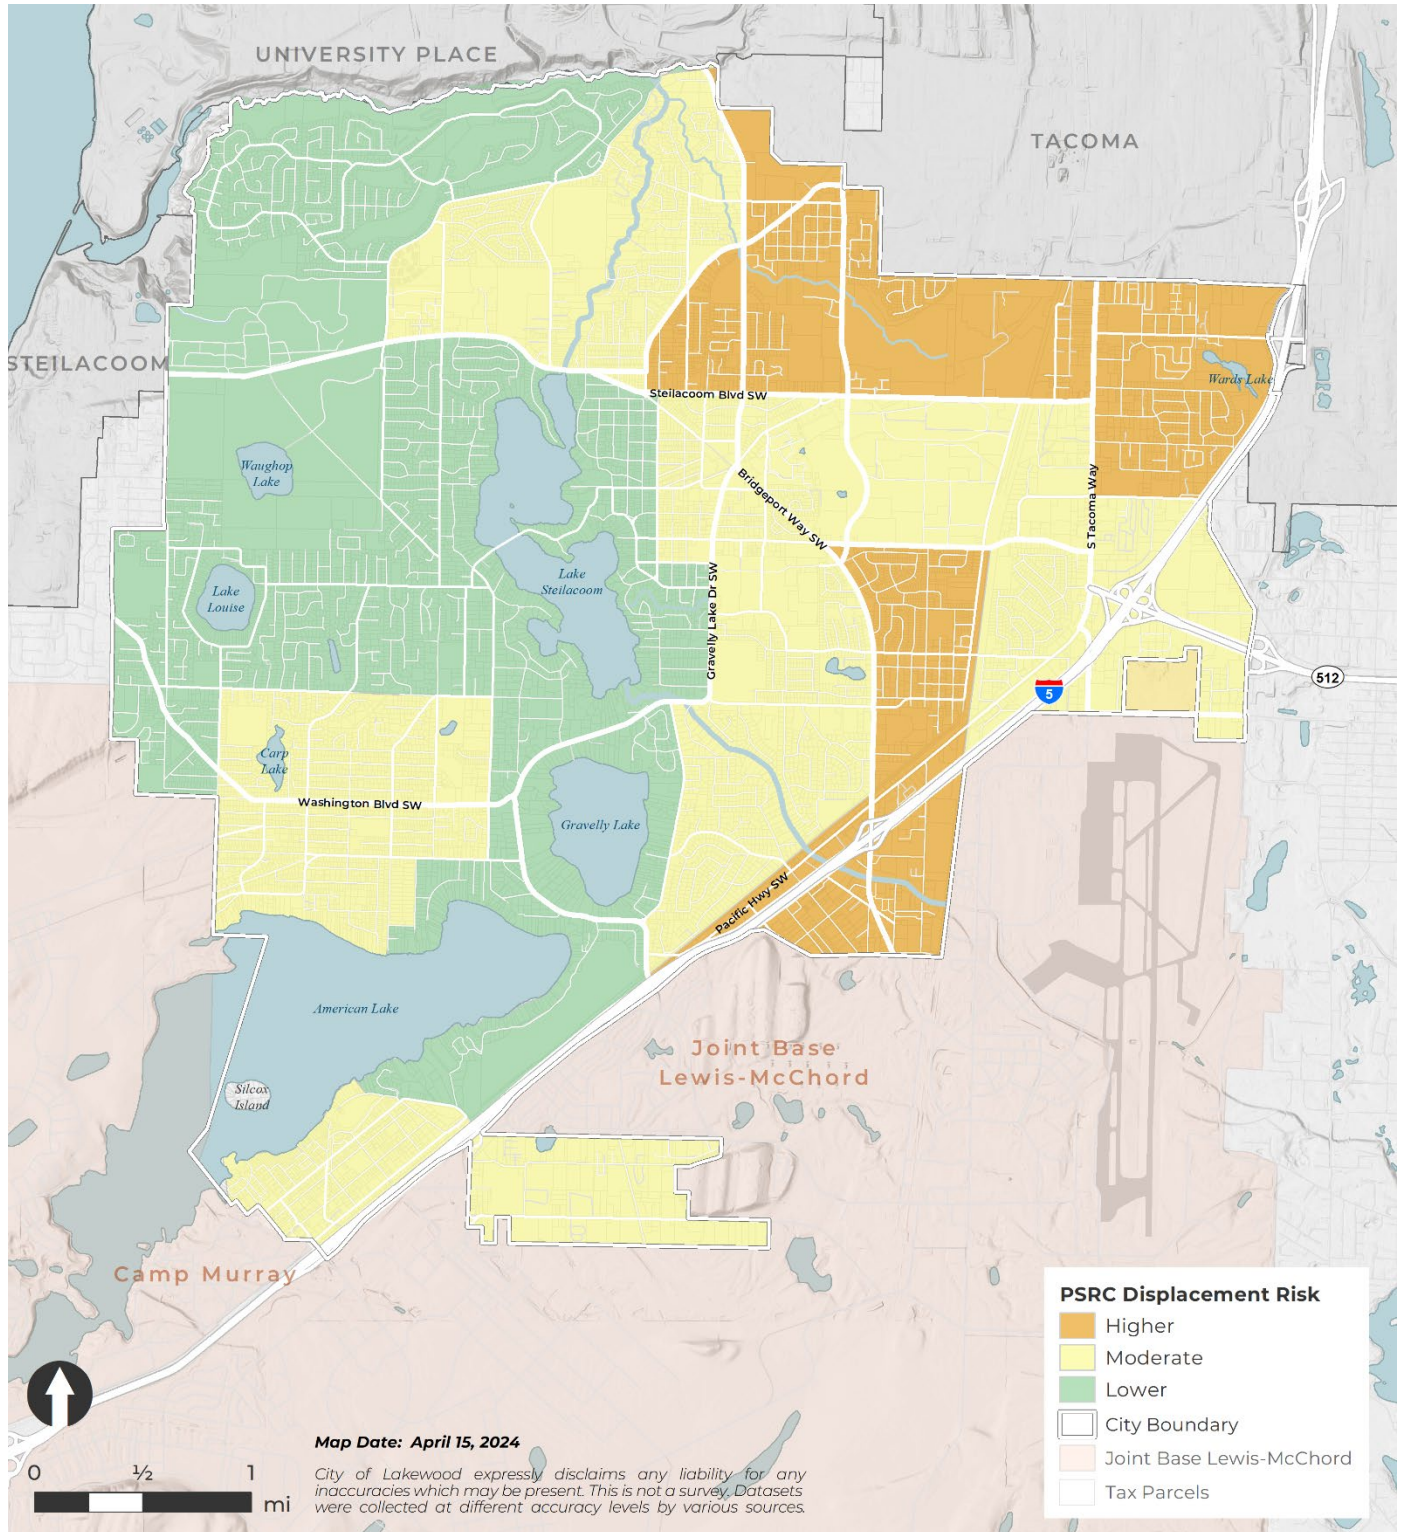 UNIVERSITY PLACE
TACOMA
STEILACOOM
Wards Lake
Steilacoom Blvd SW
Waughop
Lake
Bridgeport Way SW
S Tacoma Way
Lake
Louise
Lake
Steilacoom
Gravelly Lake Dr SW
512
5
Carp
Lake
Washington Blvd SW
Gravelly Lake
Pacific Hwy SW
American Lake
Joint Base
Lewis-McChord
Silcox
Island
Camp Murray
PSRC Displacement Risk
Higher
Moderate
Lower
City Boundary
Joint Base Lewis-McChord
Tax Parcels
Map Date: April 15, 2024
City of Lakewood expressly disclaims any liability for any
inaccuracies which may be present. This is not a survey. Datasets
were collected at different accuracy levels by various sources.
0 ½ 1
mi